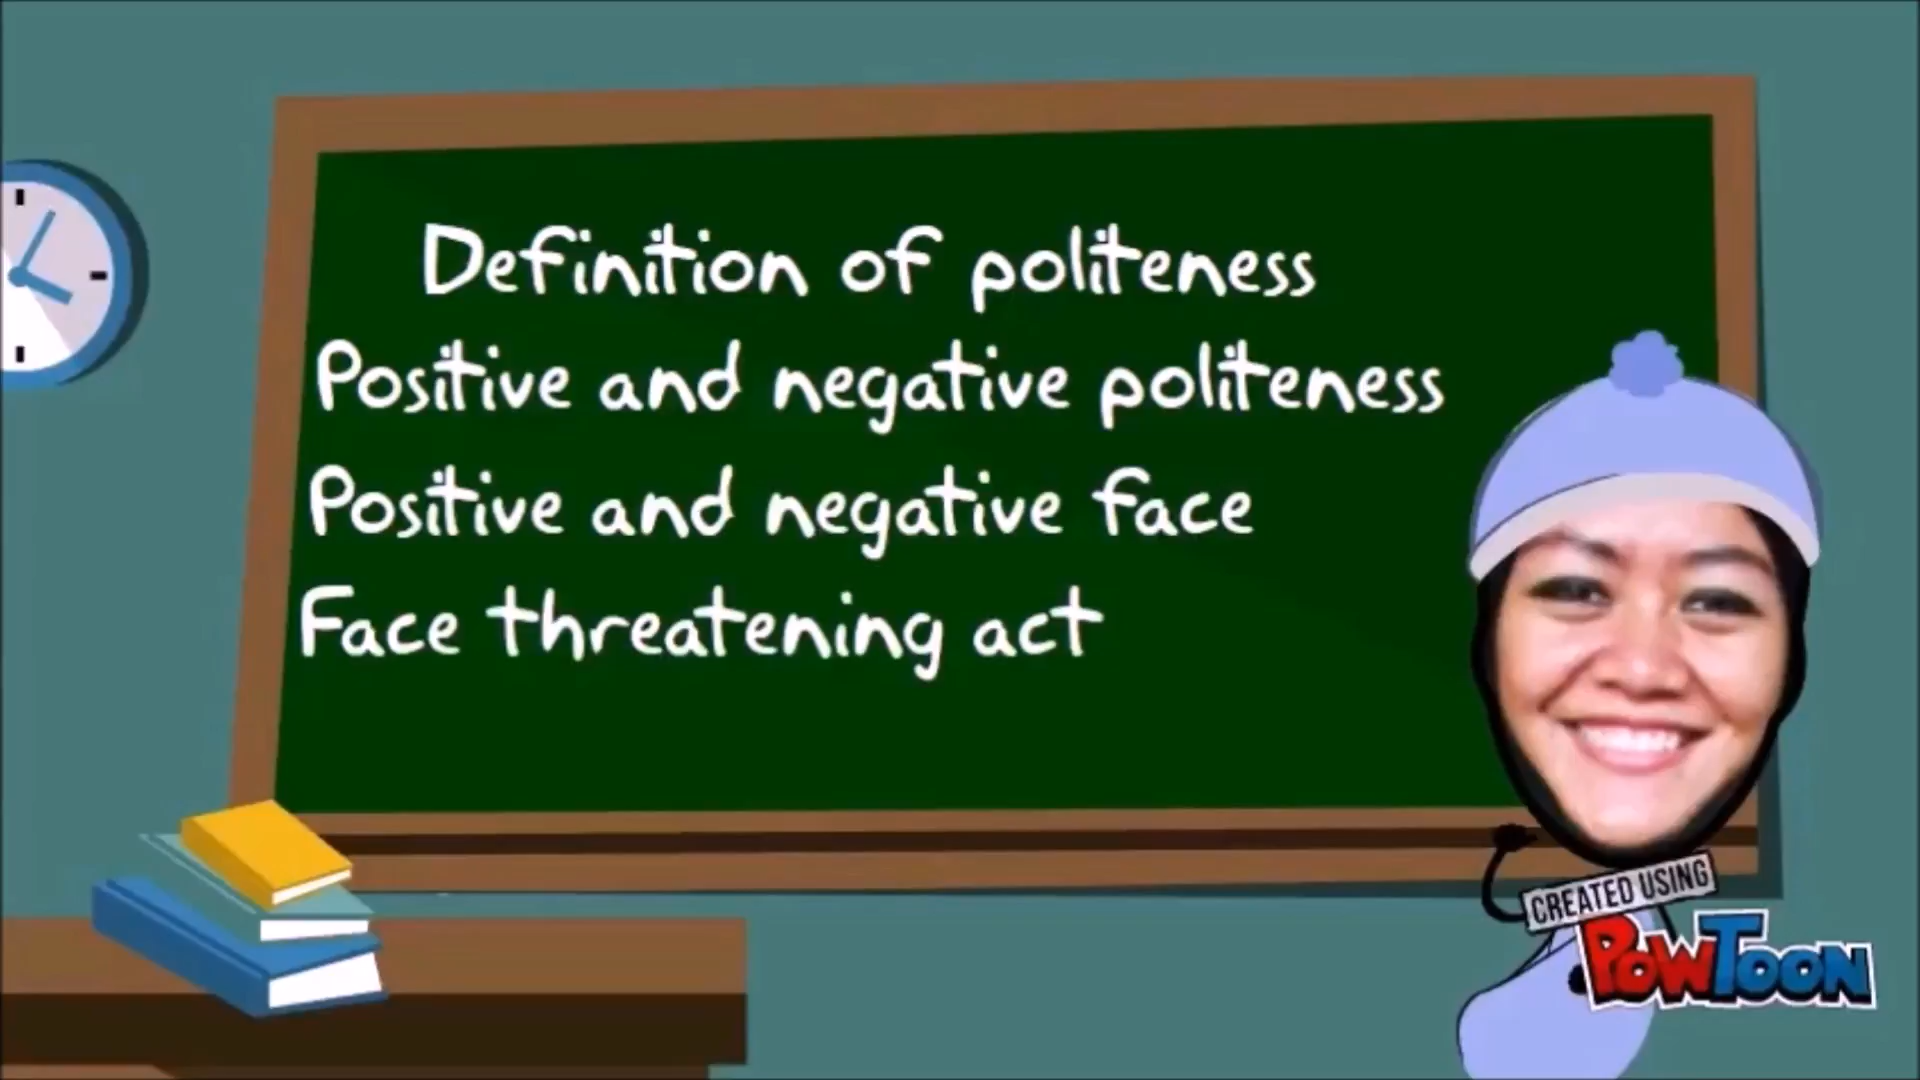 Definition of politeness
Positive and negative politeness
Positive and negative face
Face threatening act
CREATED USING
POWTOON